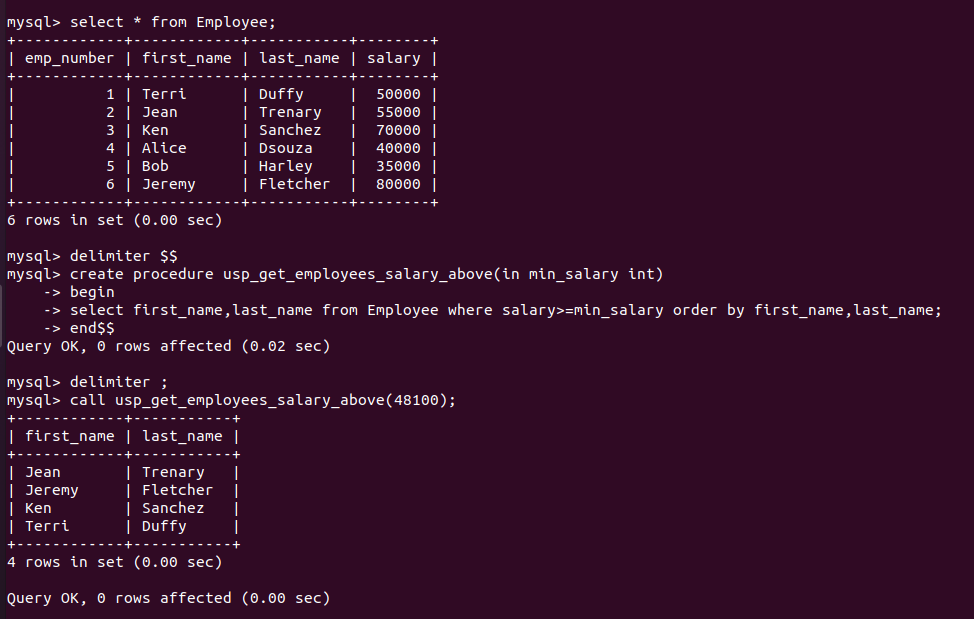 mysql> select * from Employee;
+------------+------------+-----------+--------+
| emp_number | first_name | last_name | salary |
+------------+------------+-----------+--------+
|          1 | Terri      | Duffy     |  50000 |
|          2 | Jean       | Trenary   |  55000 |
|          3 | Ken        | Sanchez   |  70000 |
|          4 | Alice      | Dsouza    |  40000 |
|          5 | Bob        | Harley    |  35000 |
|          6 | Jeremy     | Fletcher  |  80000 |
+------------+------------+-----------+--------+
6 rows in set (0.00 sec)

mysql> delimiter $$
mysql> create procedure usp_get_employees_salary_above(in min_salary int)
    -> begin
    -> select first_name,last_name from Employee where salary>=min_salary order by first_name,last_name;
    -> end$$
Query OK, 0 rows affected (0.02 sec)

mysql> delimiter ;
mysql> call usp_get_employees_salary_above(48100);
+------------+-----------+
| first_name | last_name |
+------------+-----------+
| Jean       | Trenary   |
| Jeremy     | Fletcher  |
| Ken        | Sanchez   |
| Terri      | Duffy     |
+------------+-----------+
4 rows in set (0.00 sec)

Query OK, 0 rows affected (0.00 sec)